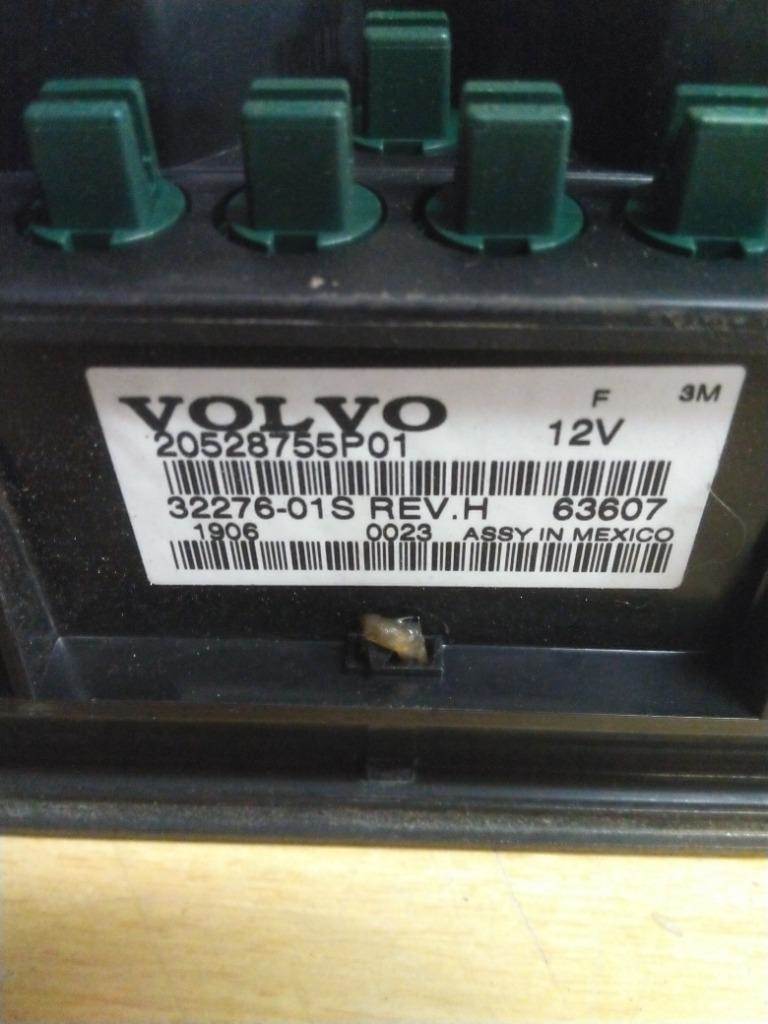 VOLVO F 3M
20528755P01 12V
32276-01S REV.H 63607
1906 0023 ASSY IN MEXICO